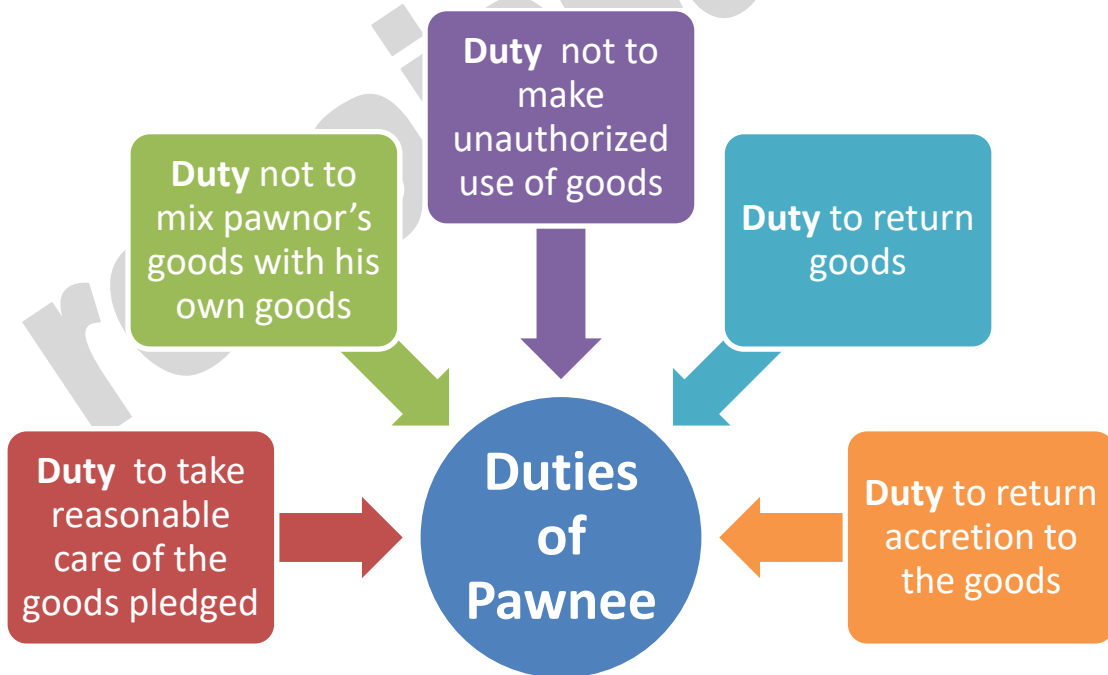 Duty not to
make
unauthorized
use of goods
Duty not to
mix pawnor’s
goods with his
own goods
Duty to return
goods
Duty to take
reasonable
care of the
goods pledged
Duties
of
Pawnee
Duty to return
accretion to
the goods